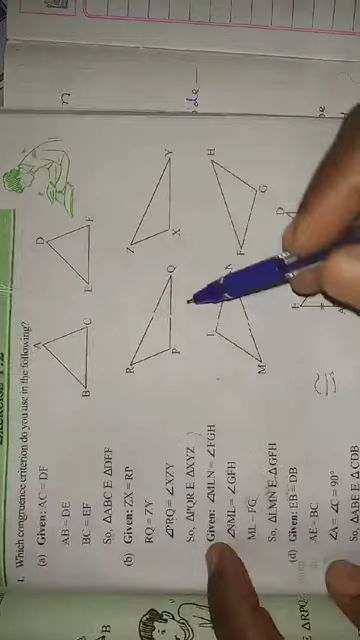 1. Which congruence criterion do you use in the following?
(a) Given: AC = DF
AB = DE
BC = EF
So, ΔABC E ΔDEF
A
B
C
D
E
F
(b) Given: ZX = RP
RQ = ZY
∠PRQ = ∠XZY
So, ΔPQR E ΔXYZ
R
P
Q
Z
X
Y
Given: ∠MLN = ∠FGH
∠NML = ∠GFH
ML = FG
So, ΔLMN E ΔGFH
L
M
N
F
G
H
(d) Given: EB = DB
AE = BC
∠A = ∠C = 90°
So, ΔABE E ΔCDB
D
E
A
B